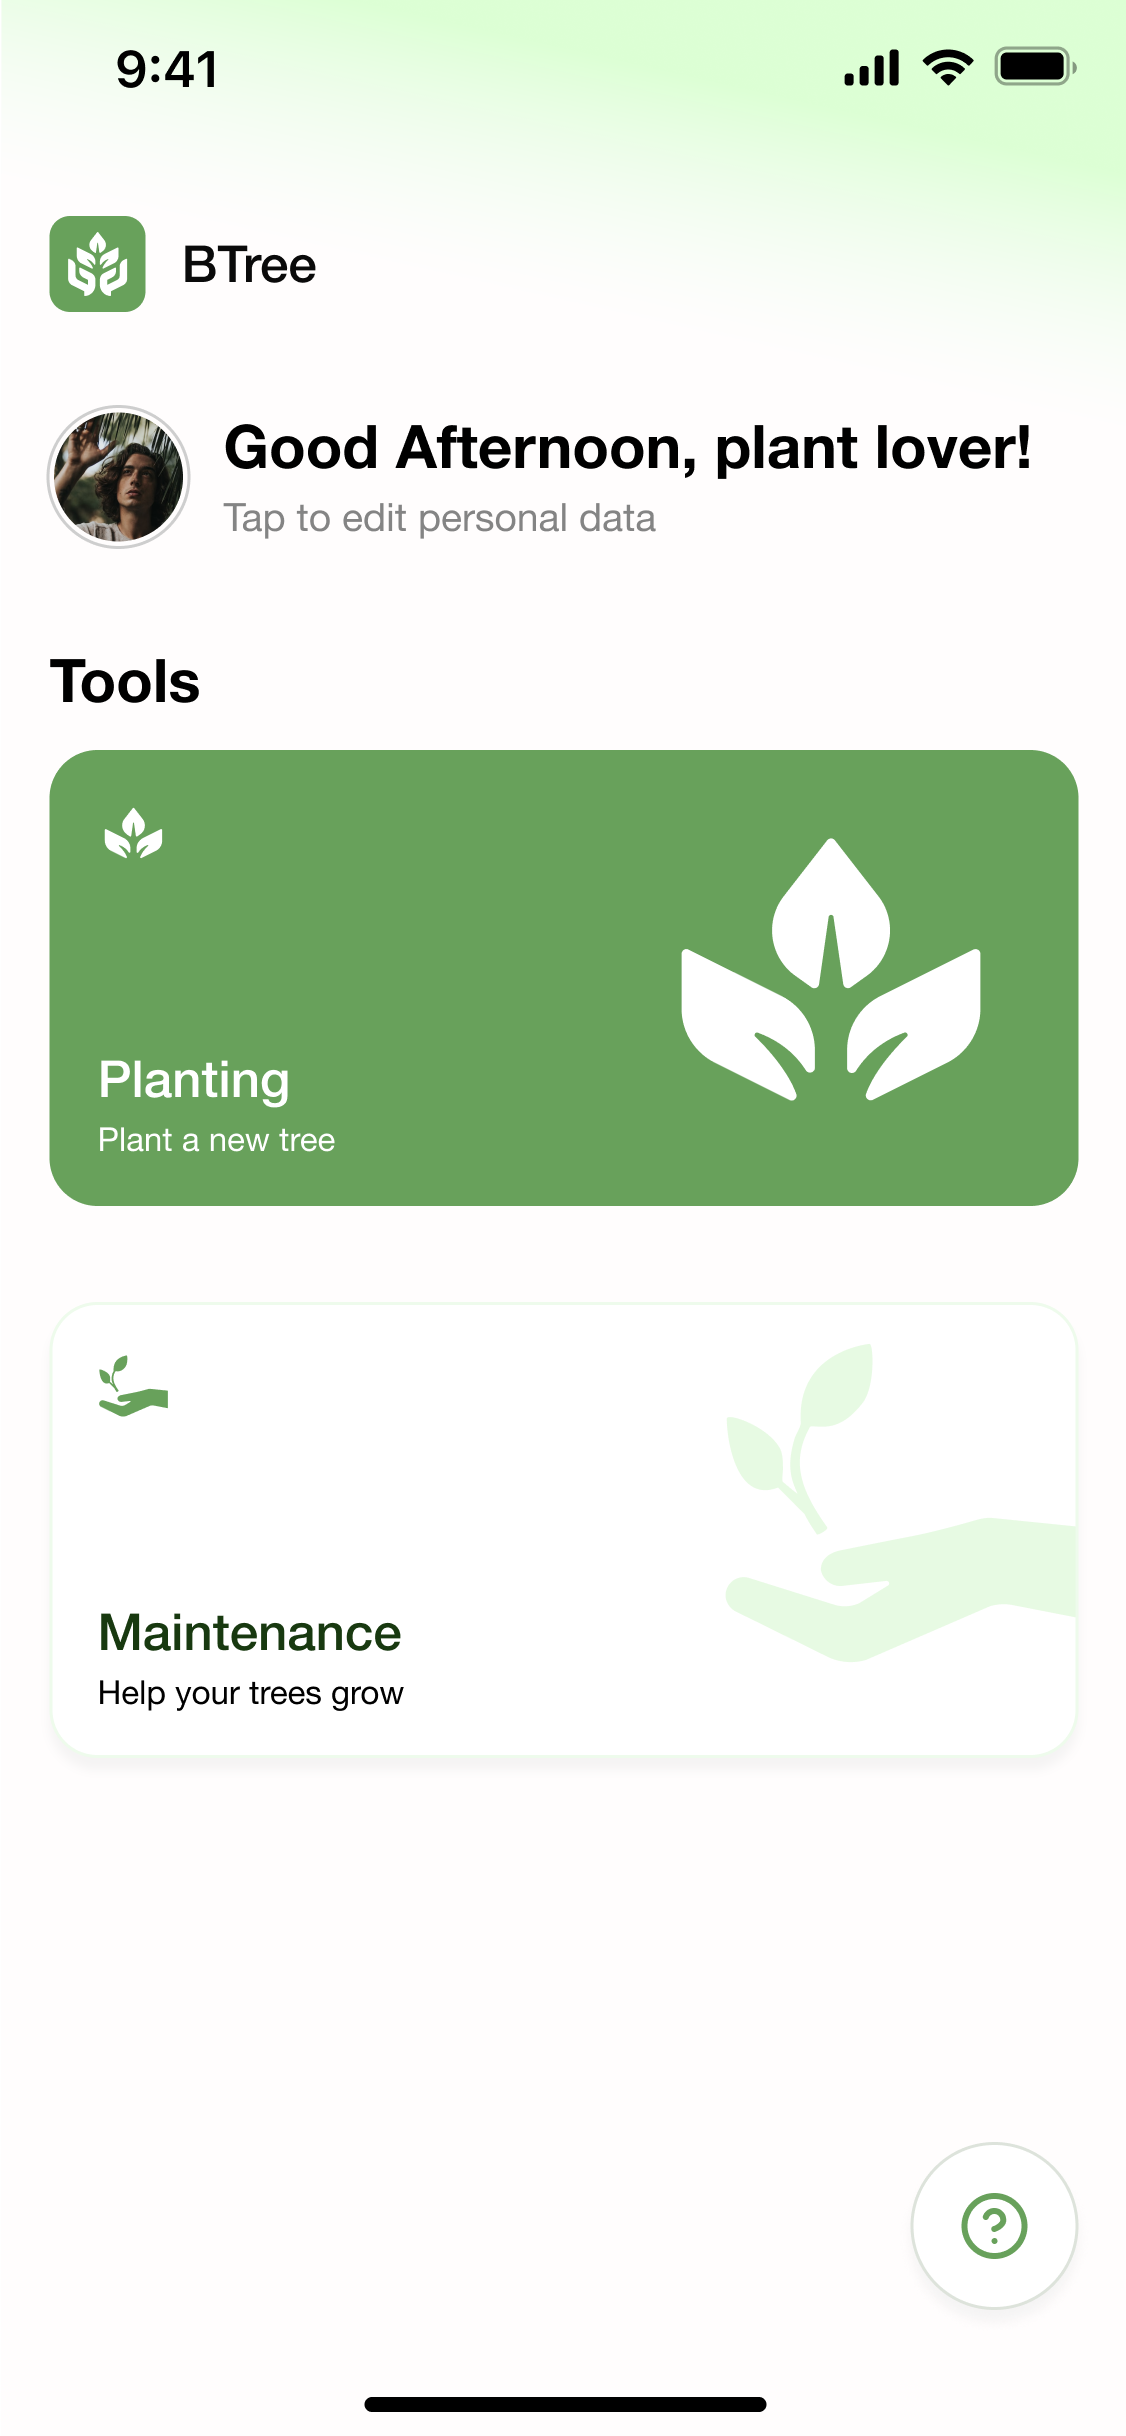 9:41
BTree
Good Afternoon, plant lover!
Tap to edit personal data
Tools
Planting
Plant a new tree
Maintenance
Help your trees grow
?